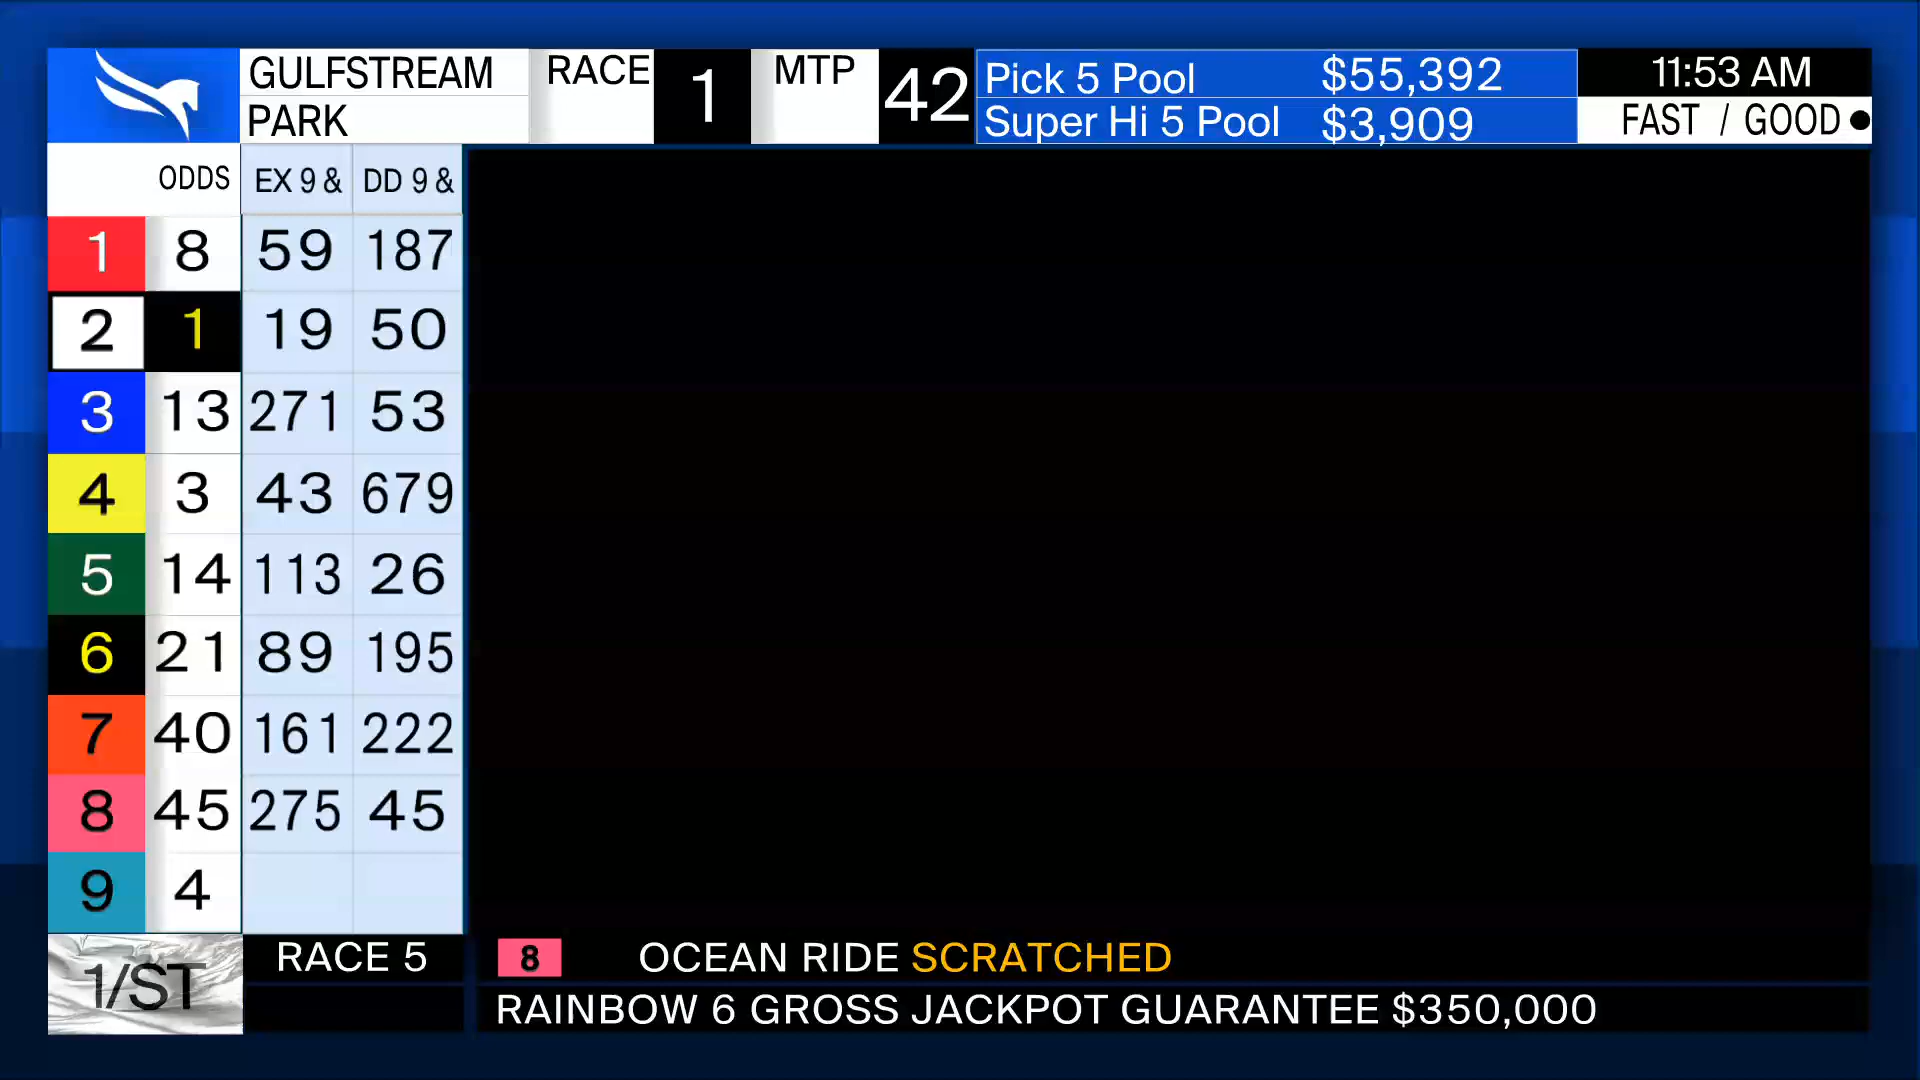 GULFSTREAM PARK RACE 1 MTP 42
Pick 5 Pool $55,392
Super Hi 5 Pool $3,909
11:53 AM
FAST / GOOD
ODDS EX 9 & DD 9 &
1 8 59 187
2 1 19 50
3 13 271 53
4 3 43 679
5 14 113 26
6 21 89 195
7 40 161 222
8 45 275 45
9 4
1/ST RACE 5 8 OCEAN RIDE SCRATCHED
RAINBOW 6 GROSS JACKPOT GUARANTEE $350,000